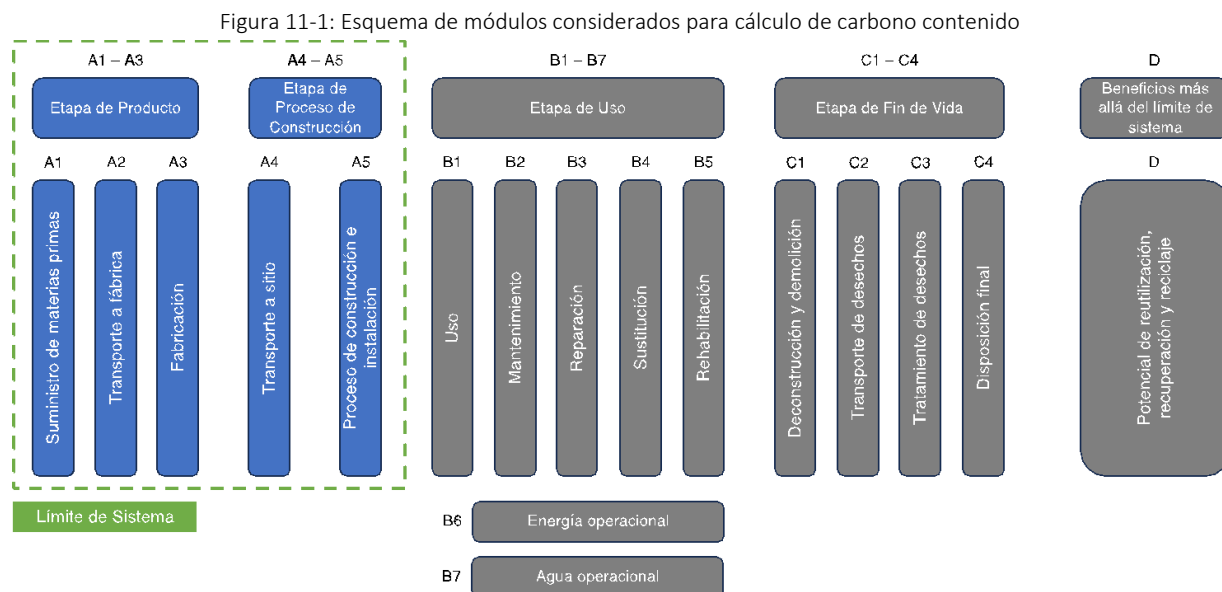 Figura 11-1: Esquema de módulos considerados para cálculo de carbono contenido
A1 – A3
A4 – A5
B1 – B7
C1 – C4
D
Etapa de Producto
Etapa de
Proceso de
Construcción
Etapa de Uso
Etapa de Fin de Vida
Beneficios más
allá del límite de
sistema
A1
A2
A3
A4
A5
B1
B2
B3
B4
B5
C1
C2
C3
C4
D
Suministro de materias primas
Transporte a fábrica
Fabricación
Transporte a sitio
Proceso de construcción e
instalación
Uso
Mantenimiento
Reparación
Sustitución
Rehabilitación
Deconstrucción y demolición
Transporte de desechos
Tratamiento de desechos
Disposición final
Potencial de reutilización,
recuperación y reciclaje
Límite de Sistema
B6
Energía operacional
B7
Agua operacional